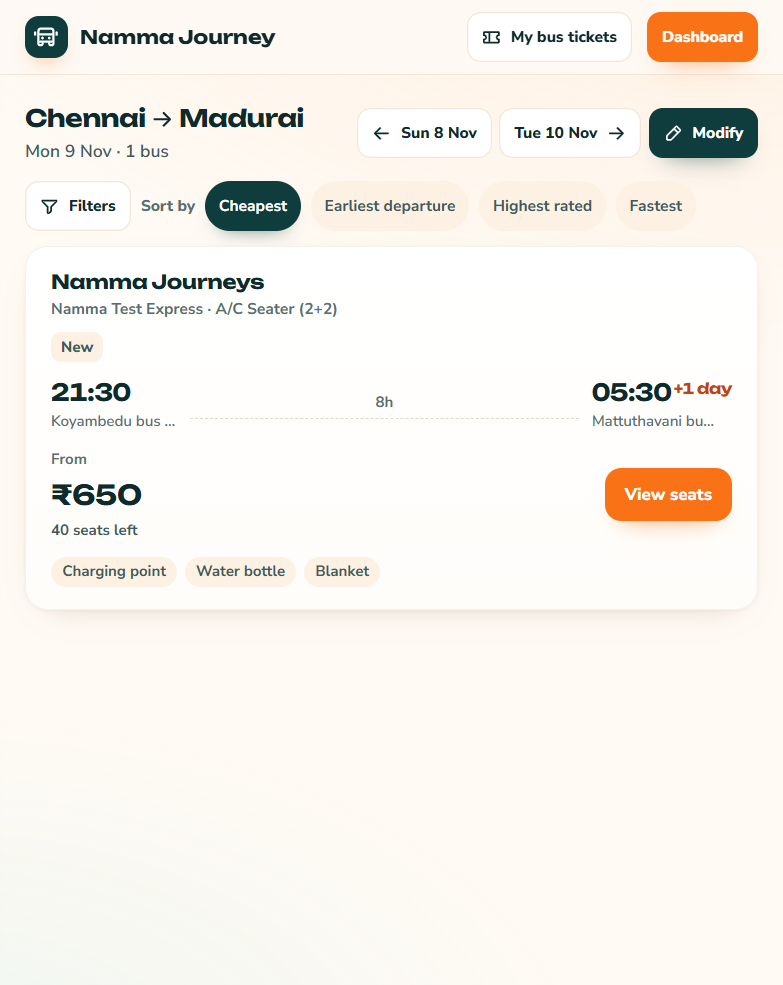 Namma Journey
My bus tickets
Dashboard
Chennai → Madurai
Mon 9 Nov · 1 bus
← Sun 8 Nov
Tue 10 Nov →
Modify
Filters
Sort by
Cheapest
Earliest departure
Highest rated
Fastest
Namma Journeys
Namma Test Express · A/C Seater (2+2)
New
21:30
8h
05:30 +1 day
Koyambedu bus ...
Mattuthavani bu...
From
₹650
View seats
40 seats left
Charging point
Water bottle
Blanket